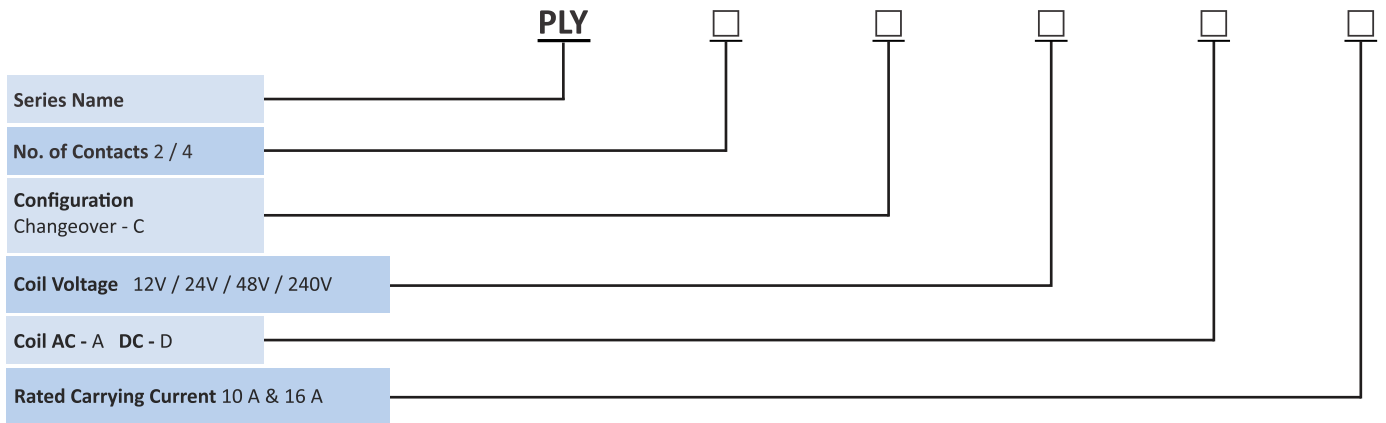 PLY
Series Name
No. of Contacts 2 / 4
Configuration
Changeover - C
Coil Voltage 12V / 24V / 48V / 240V
Coil AC - A DC - D
Rated Carrying Current 10 A & 16 A